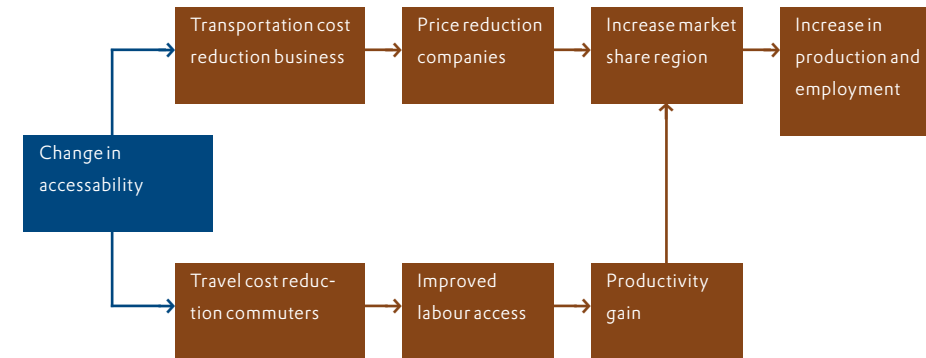 Transportation cost
reduction business
Price reduction
companies
Increase market
share region
Increase in
production and
employment
Change in
accessability
Travel cost reduc-
tion commuters
Improved
labour access
Productivity
gain